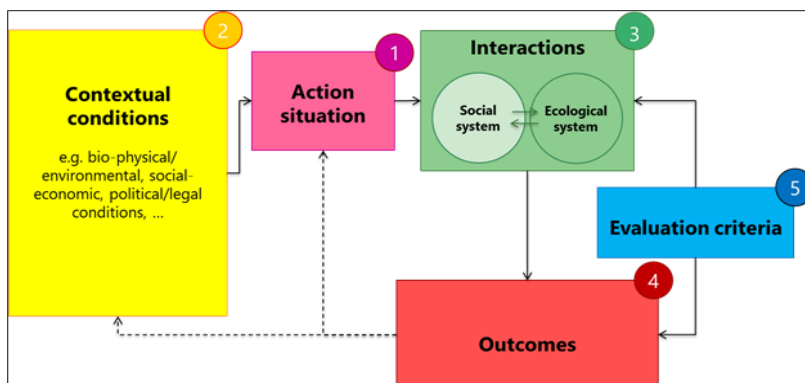 2
Contextual
conditions
e.g. bio-physical/
environmental, social-
economic, political/legal
conditions, ...
1
Action
situation
3
Interactions
Social
system
Ecological
system
5
Evaluation criteria
4
Outcomes